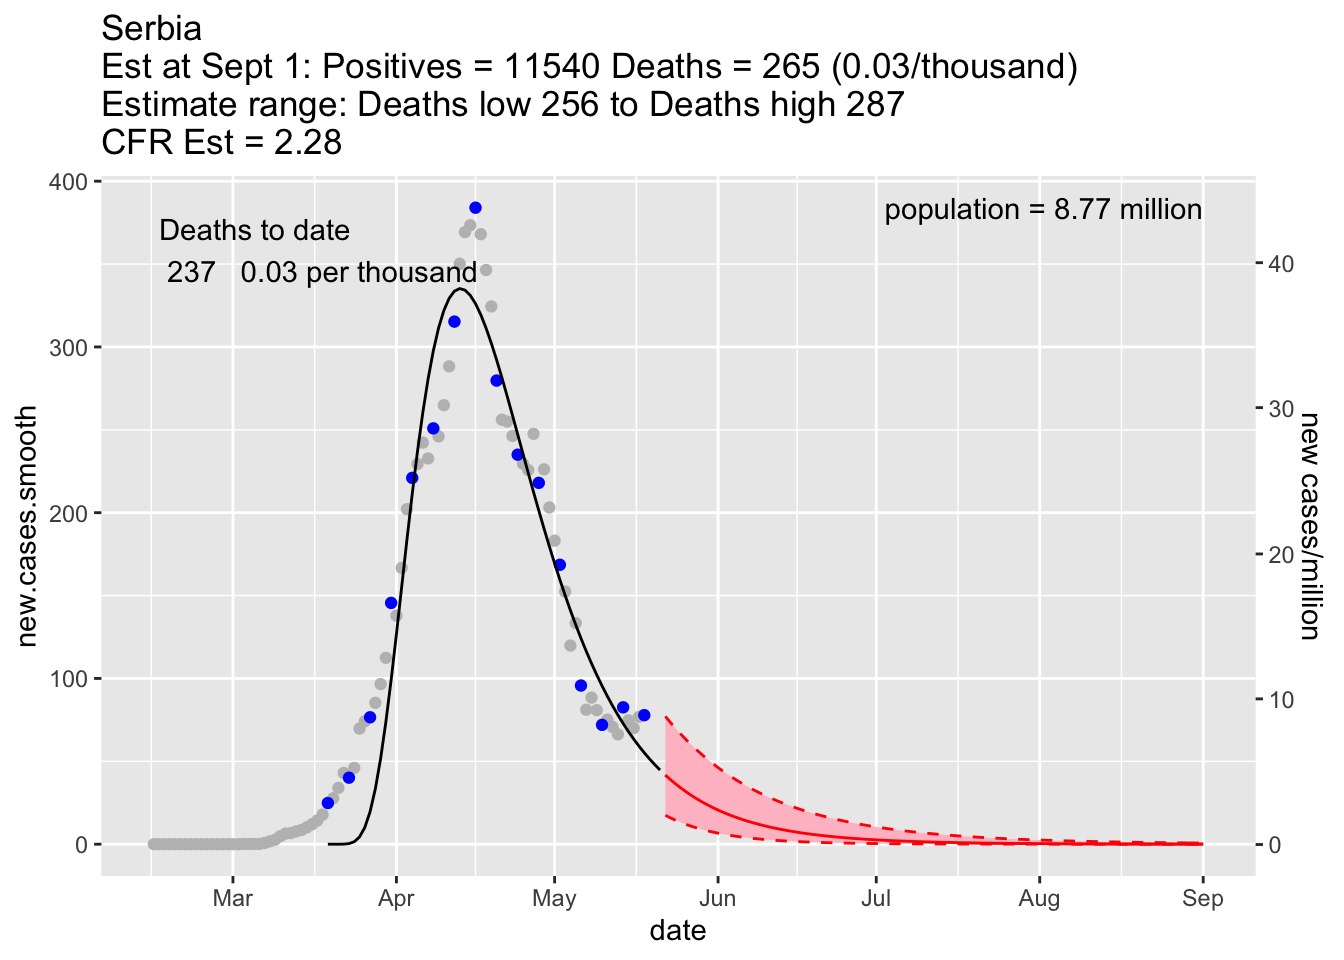 Serbia
Est at Sept 1: Positives = 11540 Deaths = 265 (0.03/thousand)
Estimate range: Deaths low 256 to Deaths high 287
CFR Est = 2.28
400
300
200
100
0
new.cases.smooth
Deaths to date
237 0.03 per thousand
population = 8.77 million
40
30
20
10
0
new cases/million
Mar Apr May Jun Jul Aug Sep
date